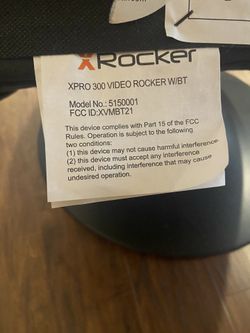 XRocker
XPRO 300 VIDEO ROCKER W/BT
Model No.: 5150001
FCC ID:XVMBT21
This device complies with Part 15 of the FCC
Rules. Operation is subject to the following
two conditions:
(1) this device may not cause harmful interference
(2) this device must accept any interference
received, including interference that may cause
undesired operation.